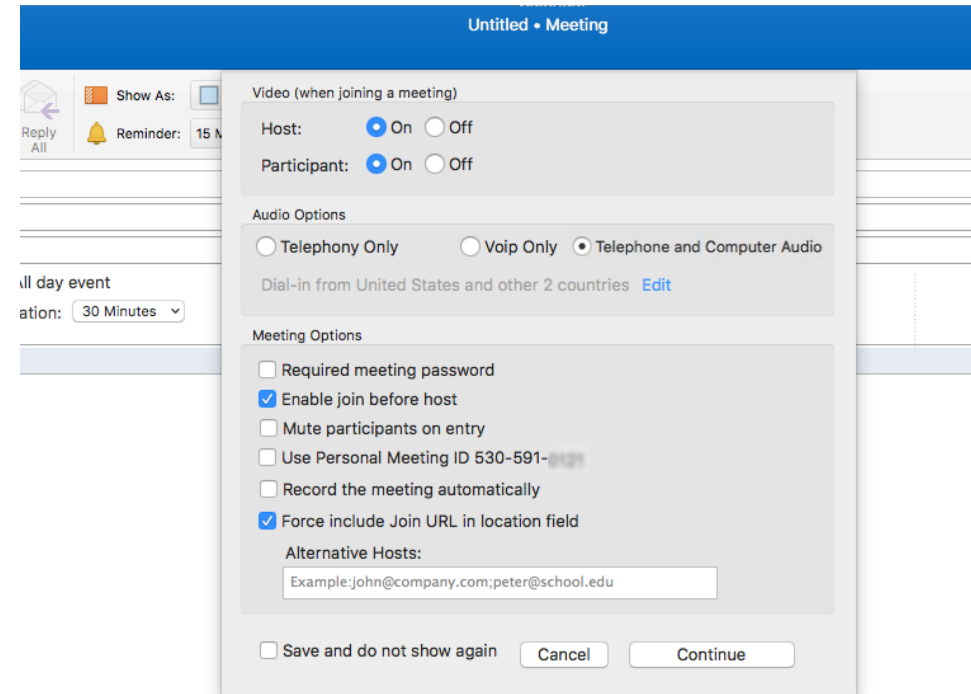 Untitled • Meeting
Reply
All
Show As:
Reminder: 15 M
Video (when joining a meeting)
Host: On Off
Participant: On Off
Audio Options
Telephony Only Voip Only Telephone and Computer Audio
Dial-in from United States and other 2 countries Edit
All day event
ation: 30 Minutes
Meeting Options
Required meeting password
Enable join before host
Mute participants on entry
Use Personal Meeting ID 530-591-
Record the meeting automatically
Force include Join URL in location field
Alternative Hosts:
Example:john@company.com;peter@school.edu
Save and do not show again Cancel Continue